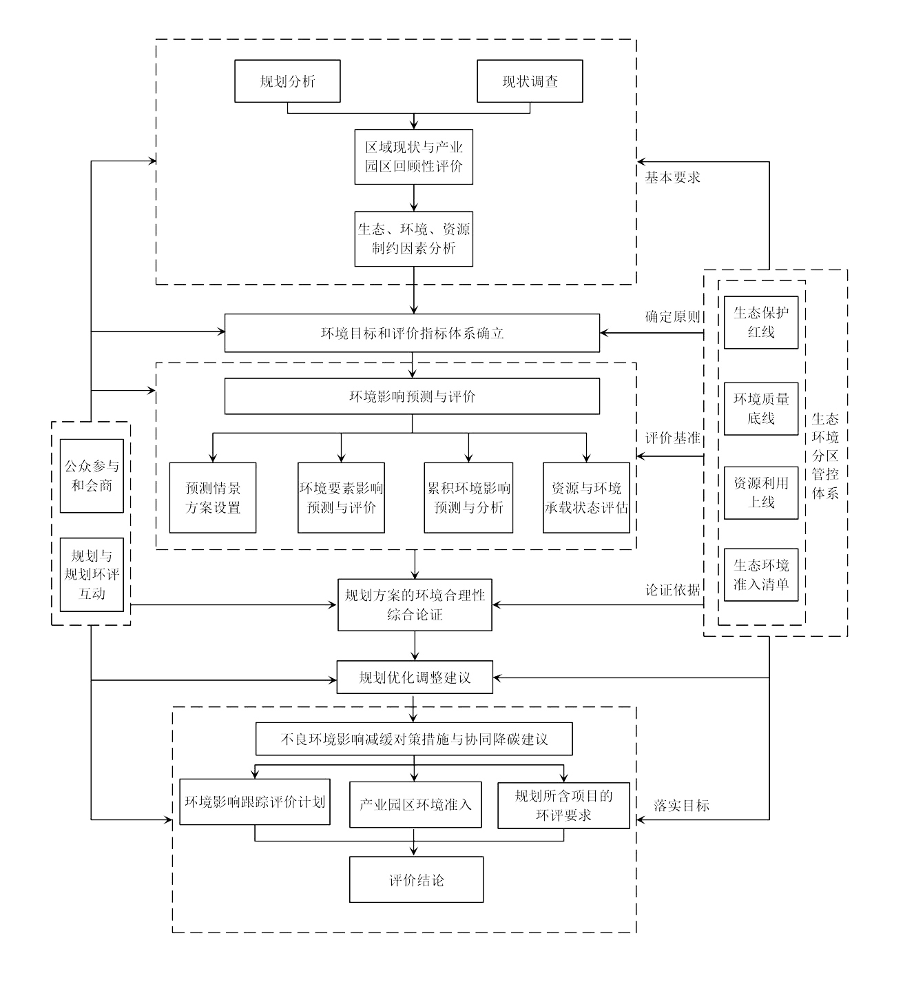 规划分析
现状调查
区域现状与产业
园区回顾性评价
基本要求
生态、环境、资源
制约因素分析
确定原则
环境目标和评价指标体系确立
生态保护
红线
环境影响预测与评价
环境质量
底线
生态
环境
分区
管控
体系
评价基准
公众参与
和会商
预测情景
方案设置
环境要素影响
预测与评价
累积环境影响
预测与分析
资源与环境
承载状态评估
资源利用
上线
规划与
规划环评
互动
规划方案的环境合理性
综合论证
论证依据
生态环境
准入清单
规划优化调整建议
不良环境影响减缓对策措施与协同降碳建议
环境影响跟踪评价计划
产业园区环境准入
规划所含项目的
环评要求
落实目标
评价结论